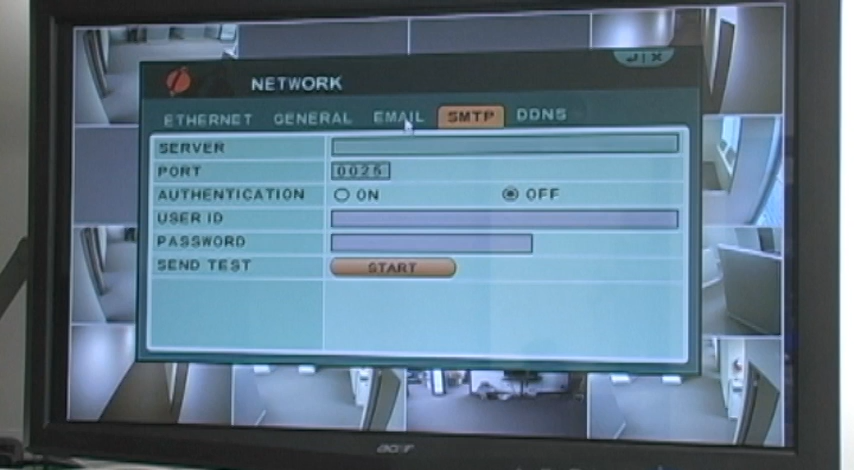 NETWORK
ETHERNET GENERAL EMAIL SMTP DDNS
SERVER
PORT 0025
AUTHENTICATION ON OFF
USER ID
PASSWORD
SEND TEST START
acer